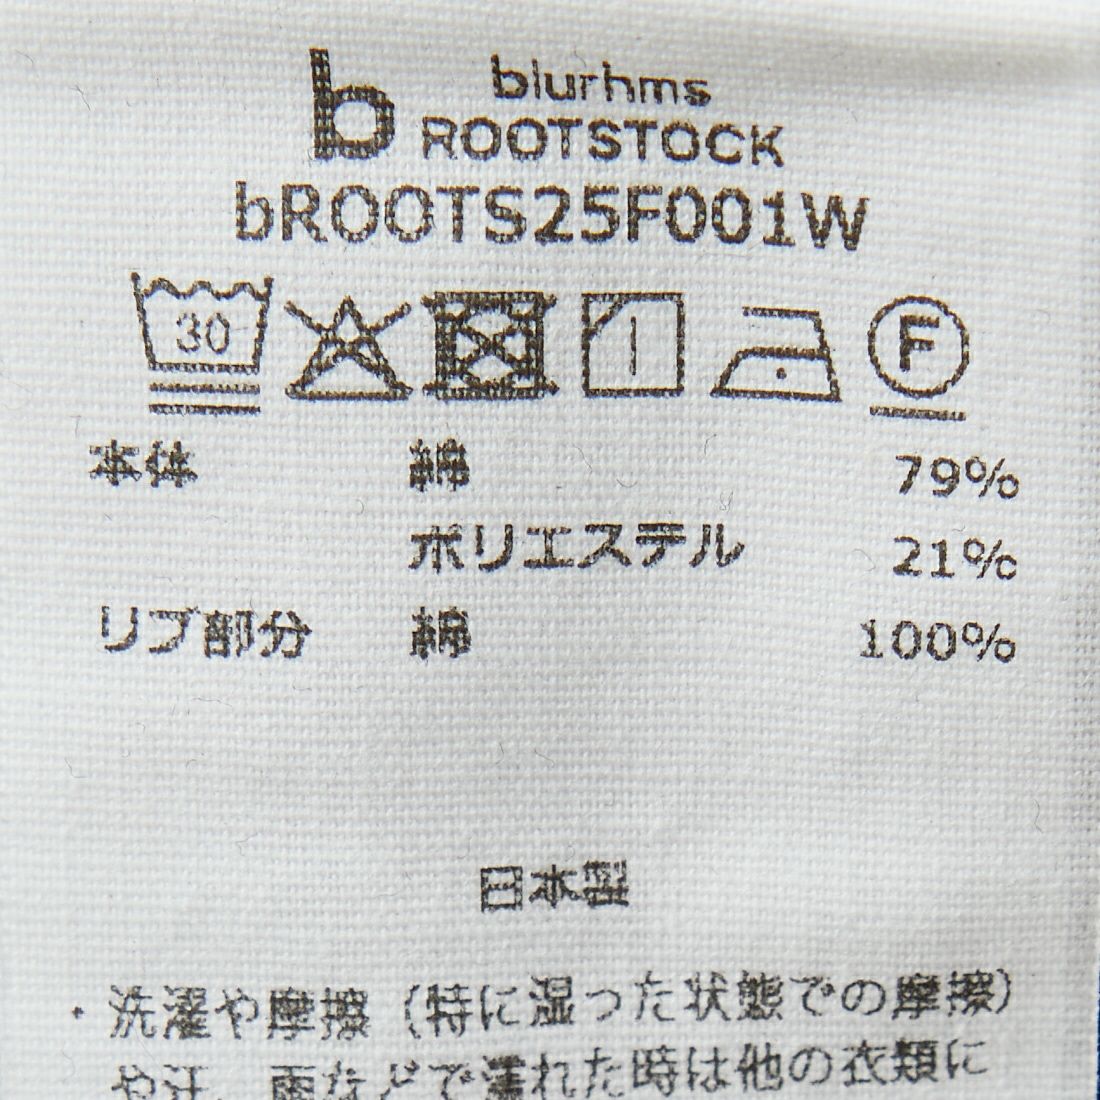 b blurhms
ROOTSTOCK
bROOTS25F001W
30 F
本体 綿 79%
ポリエステル 21%
リブ部分 綿 100%
日本製
・洗濯や摩擦（特に湿った状態での摩擦）
や汗、雨などで濡れた時は他の衣類に